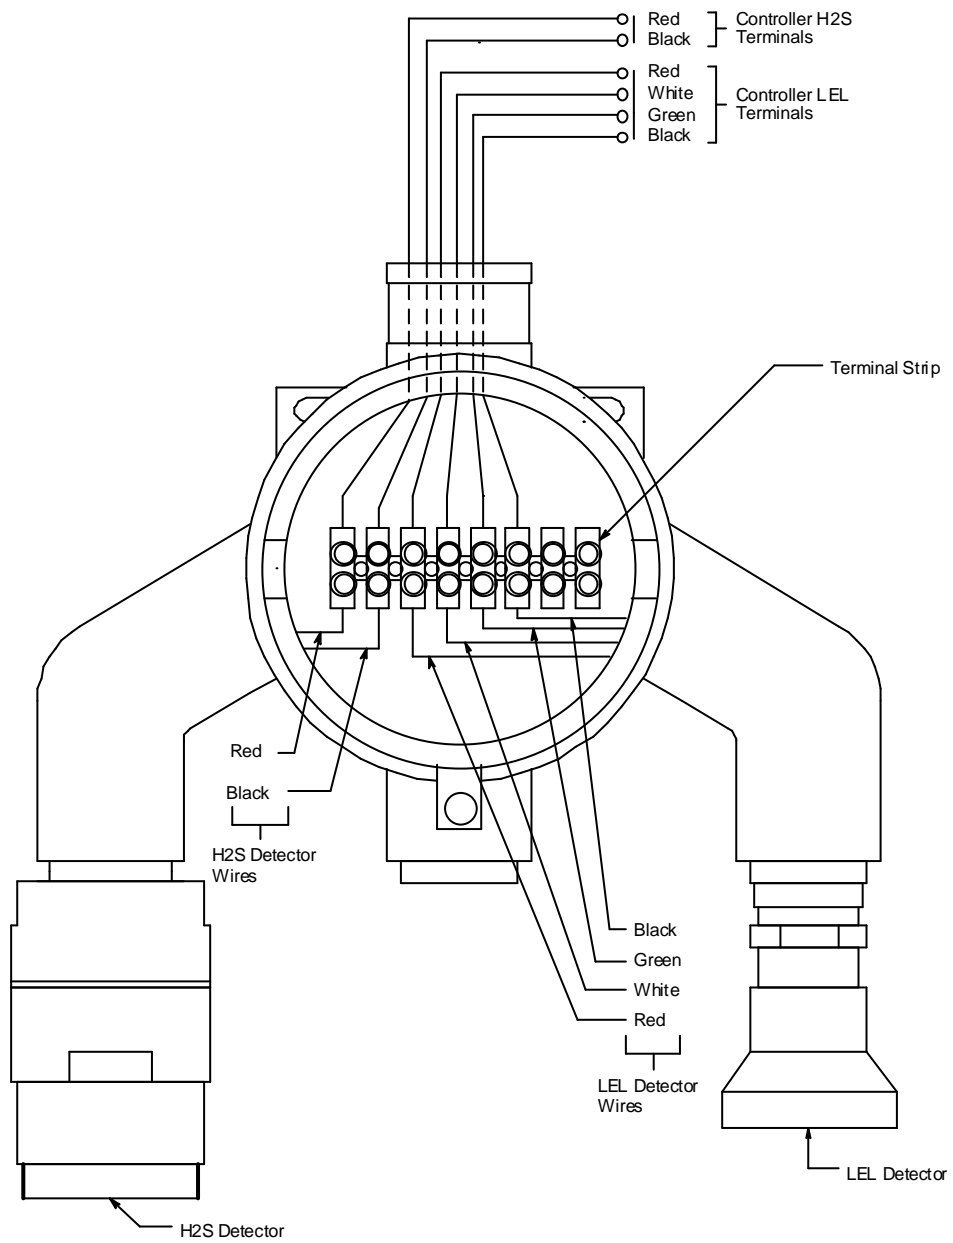 Red
Black
Controller H2S
Terminals
Red
White
Green
Black
Controller LEL
Terminals
Terminal Strip
Red
Black
H2S Detector
Wires
Black
Green
White
Red
LEL Detector
Wires
LEL Detector
H2S Detector